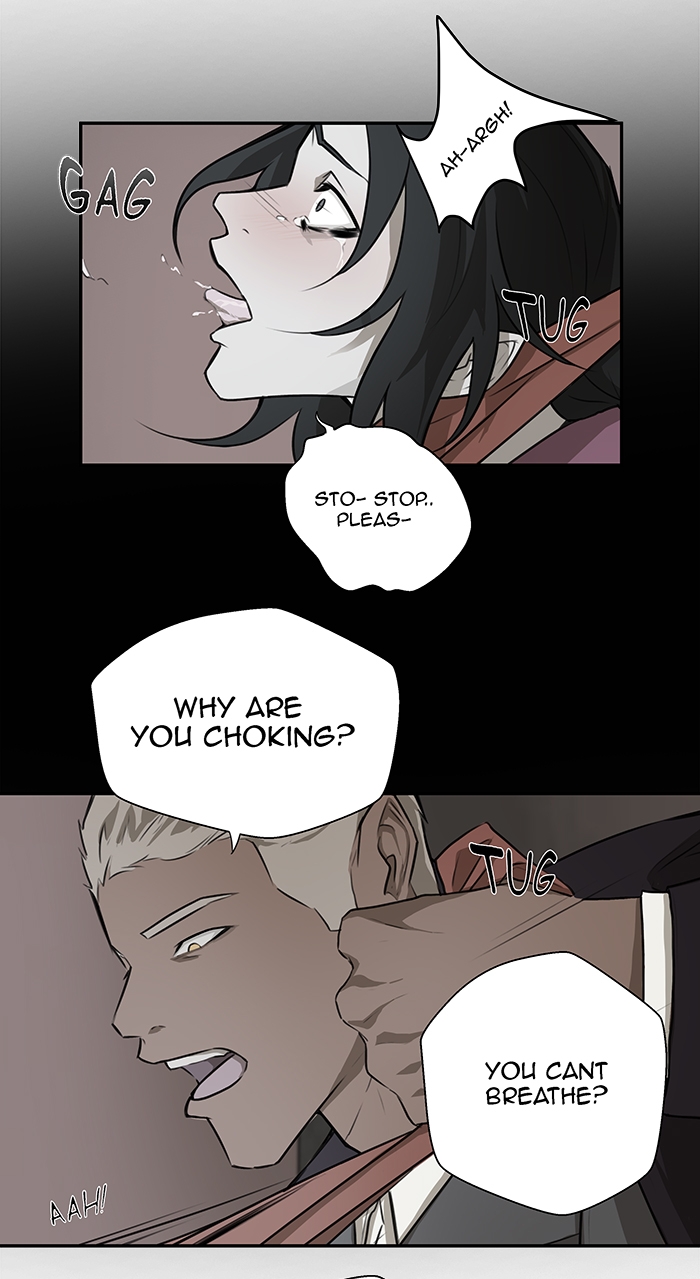 AH-ARGH!
GAG
TUG
STO- STOP..
PLEAS-
WHY ARE
YOU CHOKING?
TUG
YOU CANT
BREATHE?
AAH!